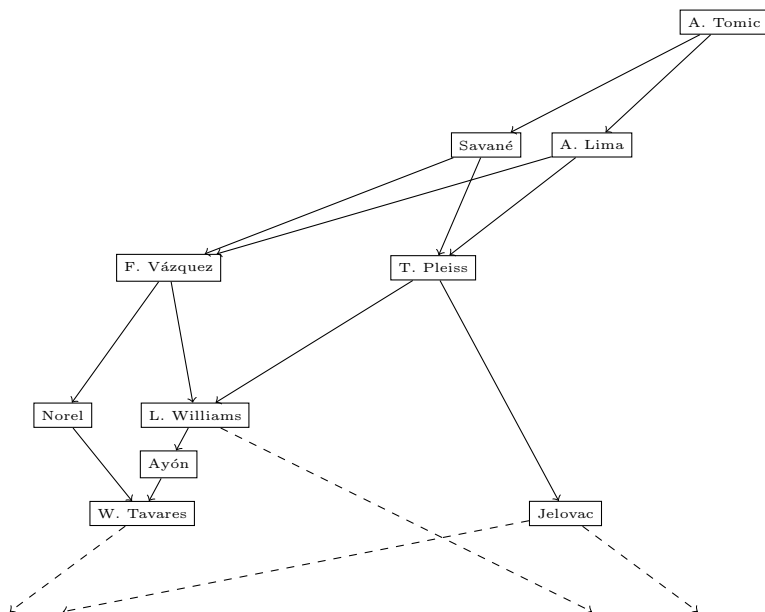 A. Tomic
Savané
A. Lima
F. Vázquez
T. Pleiss
Norel
L. Williams
Ayón
W. Tavares
Jelovac